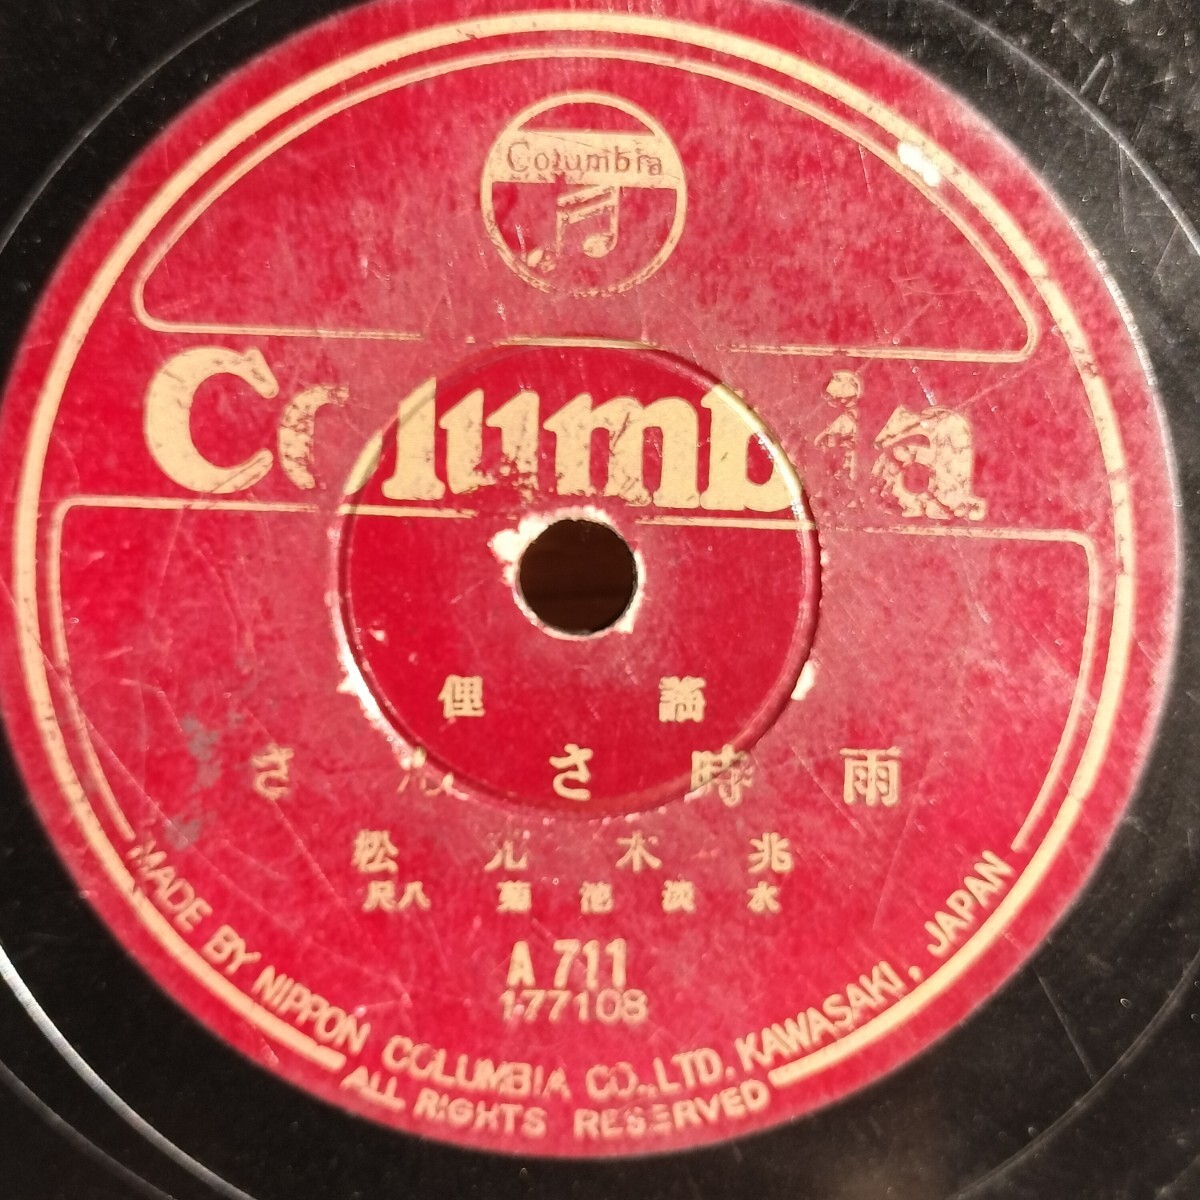 Columbia
Columbia
俚謠
さんさ時雨
松元木兆
尺八 菊池淡水
A 711
177108
MADE BY NIPPON COLUMBIA CO., LTD. KAWASAKI, JAPAN
ALL RIGHTS RESERVED